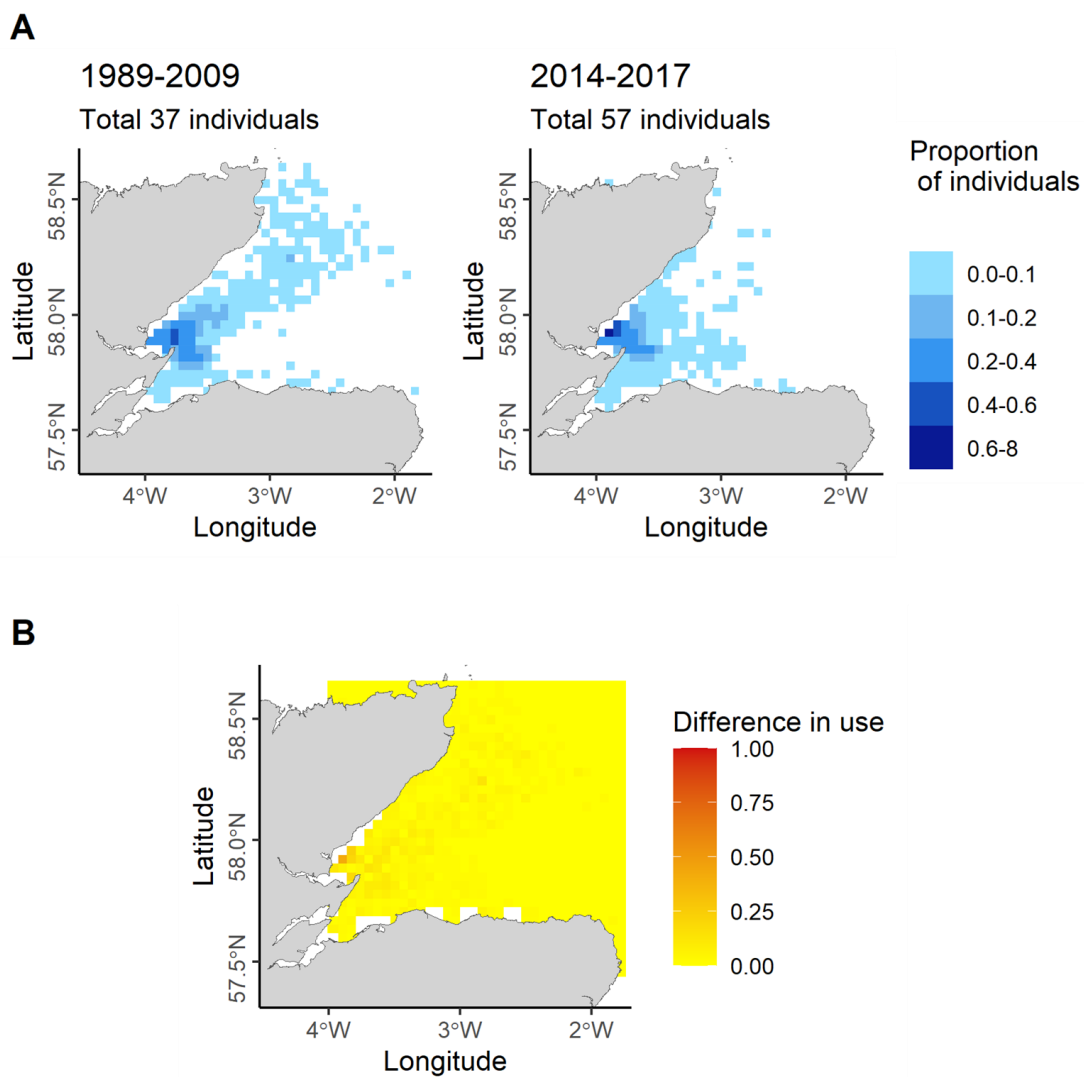 A
1989-2009
Total 37 individuals
2014-2017
Total 57 individuals
Proportion
of individuals
0.0-0.1
0.1-0.2
0.2-0.4
0.4-0.6
0.6-8
Latitude
58.5°N
58.0°N
57.5°N
4°W
3°W
2°W
Longitude
Latitude
58.5°N
58.0°N
57.5°N
4°W
3°W
2°W
Longitude
B
Latitude
58.5°N
58.0°N
57.5°N
4°W
3°W
2°W
Longitude
Difference in use
1.00
0.75
0.50
0.25
0.00